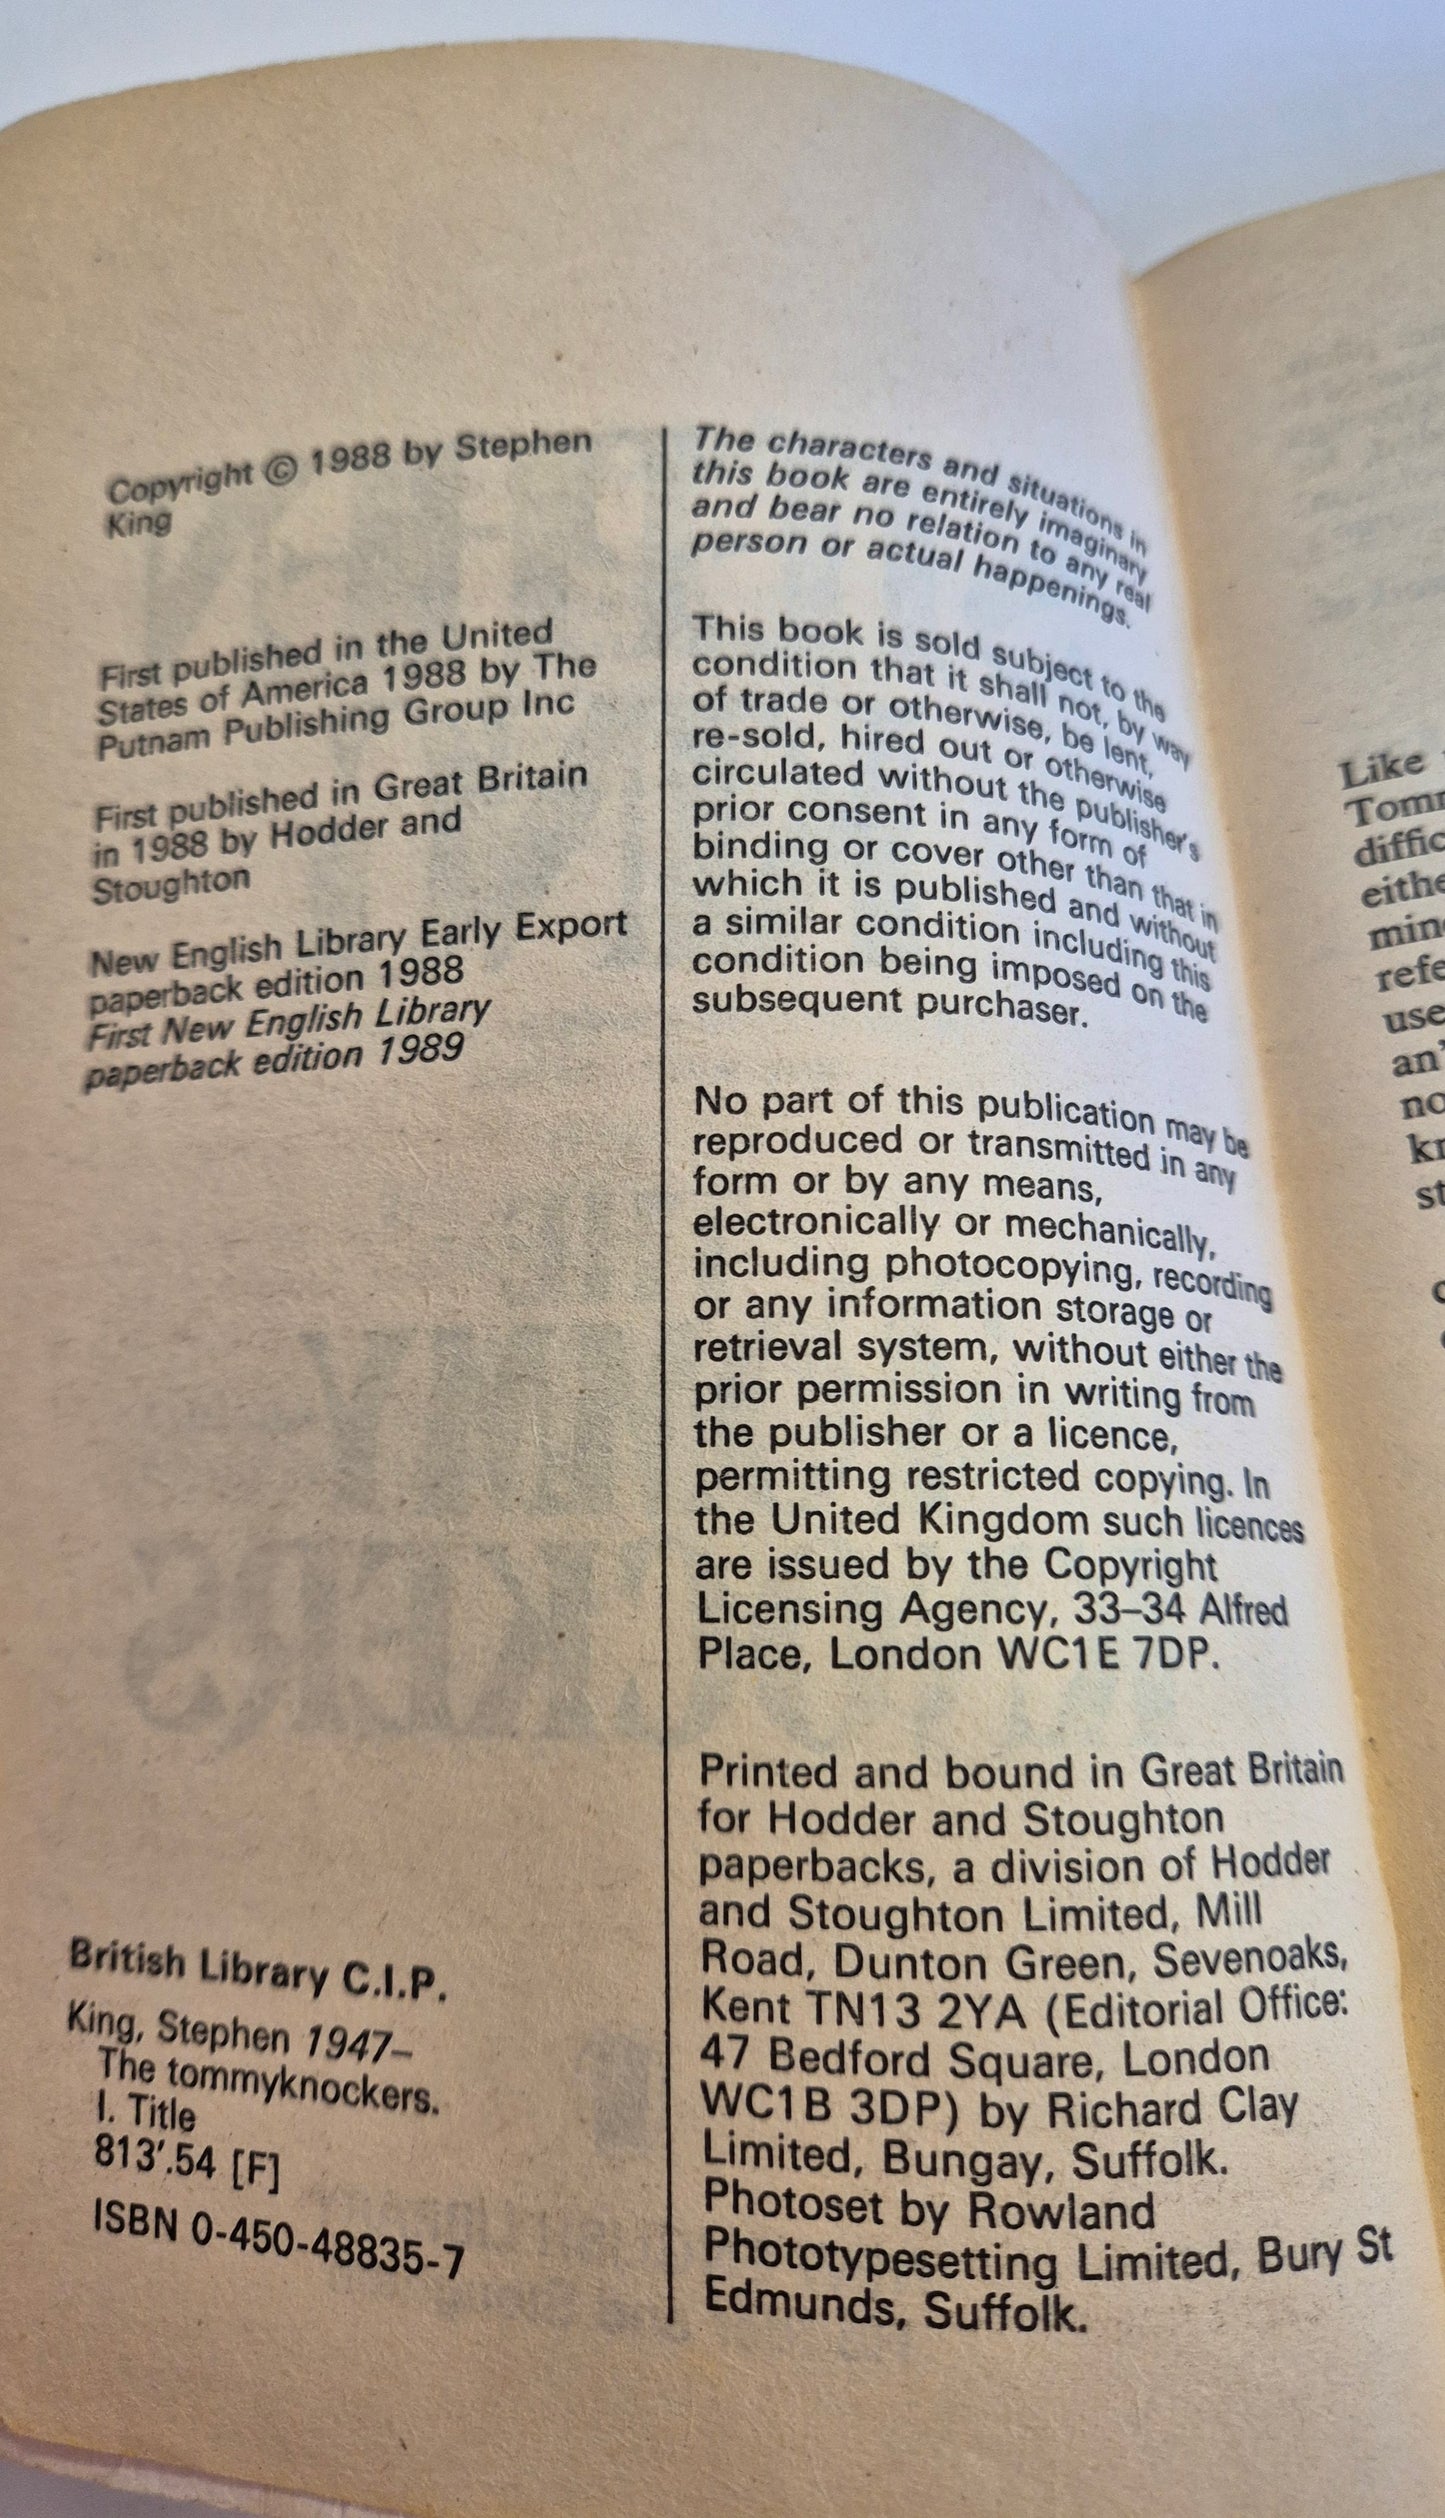 Copyright © 1988 by Stephen
King
First published in the United
States of America 1988 by The
Putnam Publishing Group Inc
First published in Great Britain
in 1988 by Hodder and
Stoughton
New English Library Early Export
paperback edition 1988
First New English Library
paperback edition 1989
British Library C.I.P.
King, Stephen 1947–
The tommyknockers.
I. Title
813'.54 [F]
ISBN 0-450-48835-7
The characters and situations in
this book are entirely imaginary
and bear no relation to any real
person or actual happenings.
This book is sold subject to the
condition that it shall not, by way
of trade or otherwise, be lent,
re-sold, hired out or otherwise
circulated without the publisher's
prior consent in any form of
binding or cover other than that in
which it is published and without
a similar condition including this
condition being imposed on the
subsequent purchaser.
No part of this publication may be
reproduced or transmitted in any
form or by any means,
electronically or mechanically,
including photocopying, recording
or any information storage or
retrieval system, without either the
prior permission in writing from
the publisher or a licence,
permitting restricted copying. In
the United Kingdom such licences
are issued by the Copyright
Licensing Agency, 33–34 Alfred
Place, London WC1E 7DP.
Printed and bound in Great Britain
for Hodder and Stoughton
paperbacks, a division of Hodder
and Stoughton Limited, Mill
Road, Dunton Green, Sevenoaks,
Kent TN13 2YA (Editorial Office:
47 Bedford Square, London
WC1B 3DP) by Richard Clay
Limited, Bungay, Suffolk.
Photoset by Rowland
Phototypesetting Limited, Bury St
Edmunds, Suffolk.
Like